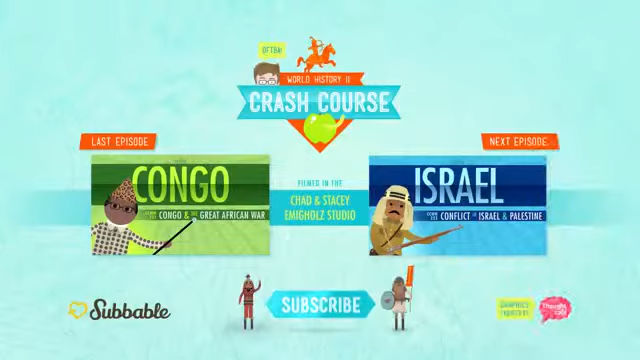 DFTBA!
WORLD HISTORY II
CRASH COURSE
LAST EPISODE
NEXT EPISODE
CONGO
CONGO & THE GREAT AFRICAN WAR
FILMED IN THE
CHAD & STACEY
EMIGHOLZ STUDIO
ISRAEL
CONFLICT IN ISRAEL & PALESTINE
Subbable
SUBSCRIBE
GRAPHICS
Thought
café